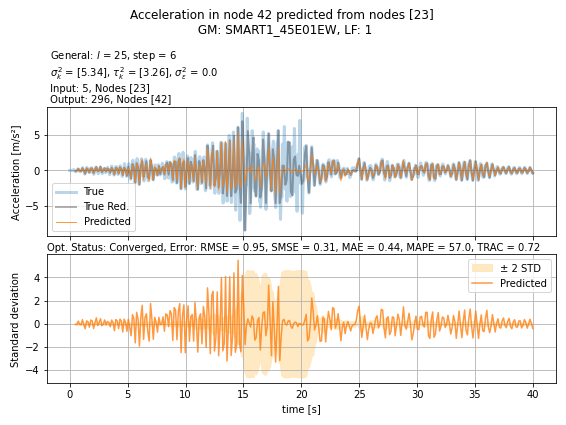 Acceleration in node 42 predicted from nodes [23]
GM: SMART1_45E01EW, LF: 1
General: l = 25, step = 6
σ²ₖ = [5.34], τ²ₖ = [3.26], σ²ε = 0.0
Input: 5, Nodes [23]
Output: 296, Nodes [42]
Acceleration [m/s²]
5
0
−5
True
True Red.
Predicted
Opt. Status: Converged, Error: RMSE = 0.95, SMSE = 0.31, MAE = 0.44, MAPE = 57.0, TRAC = 0.72
Standard deviation
4
2
0
−2
−4
± 2 STD
Predicted
0 5 10 15 20 25 30 35 40
time [s]